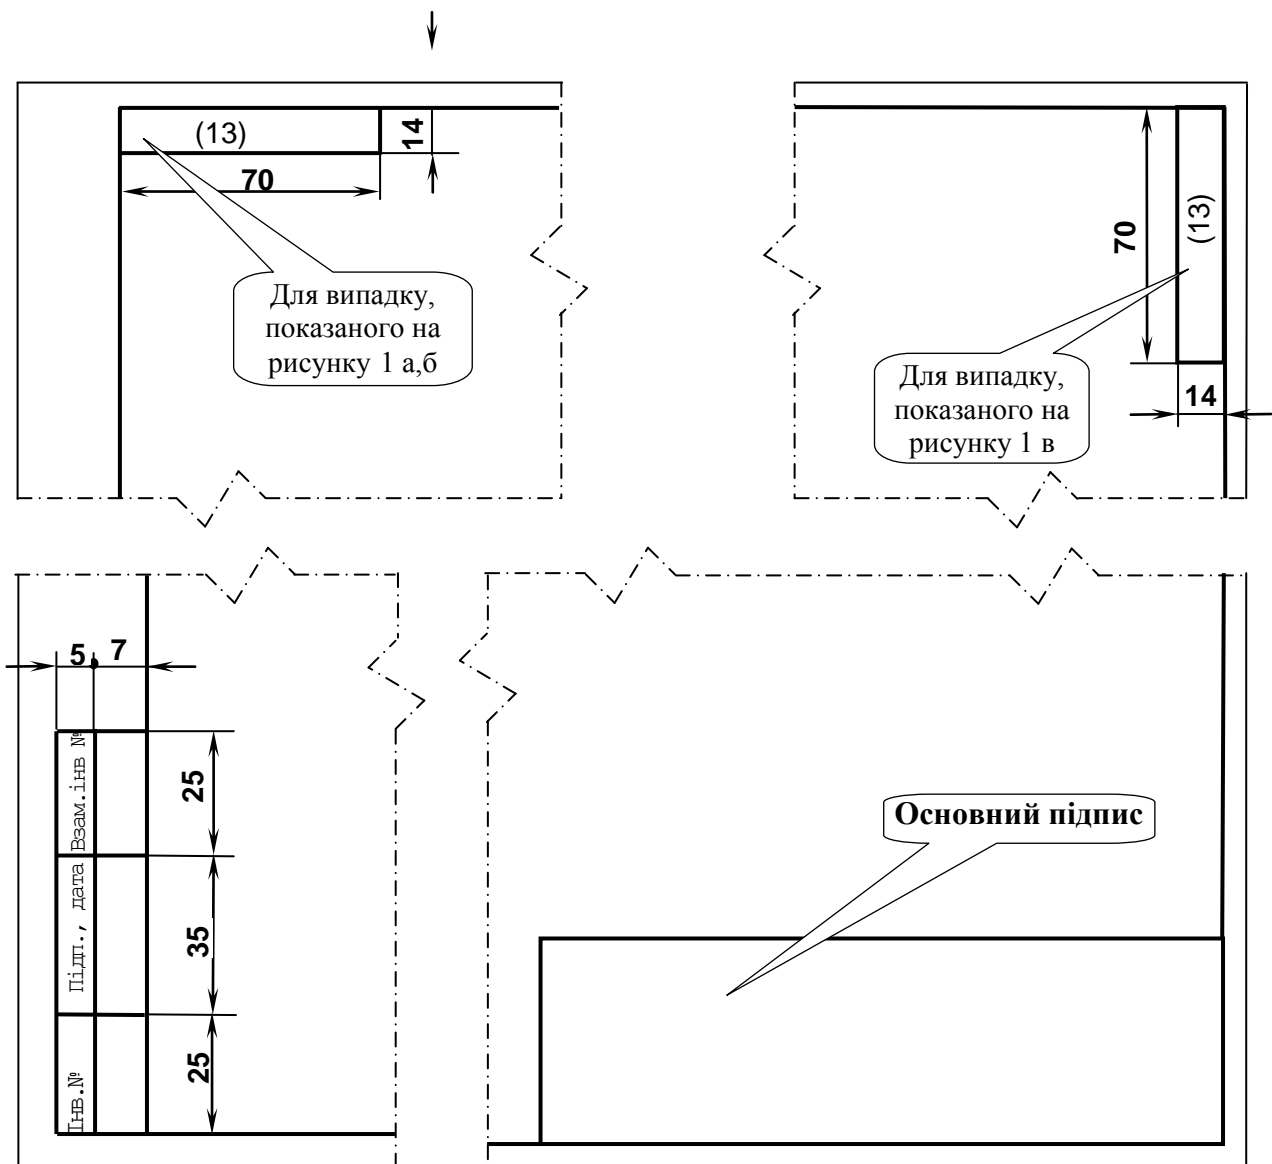 (13)
14
70
Для випадку,
показаного на
рисунку 1 а,б
70
(13)
Для випадку,
показаного на
рисунку 1 в
14
5 7
Взам.інв №
25
Підп., дата
35
Інв.№
25
Основний підпис